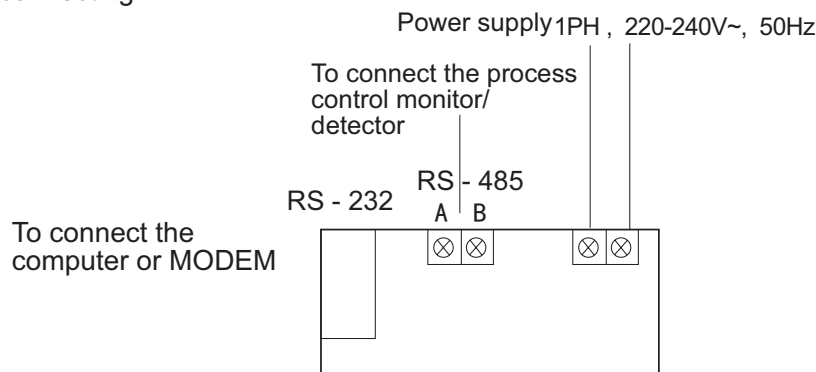 Power supply 1PH , 220-240V~, 50Hz
To connect the process
control monitor/
detector
RS - 485
RS - 232
A B
To connect the
computer or MODEM